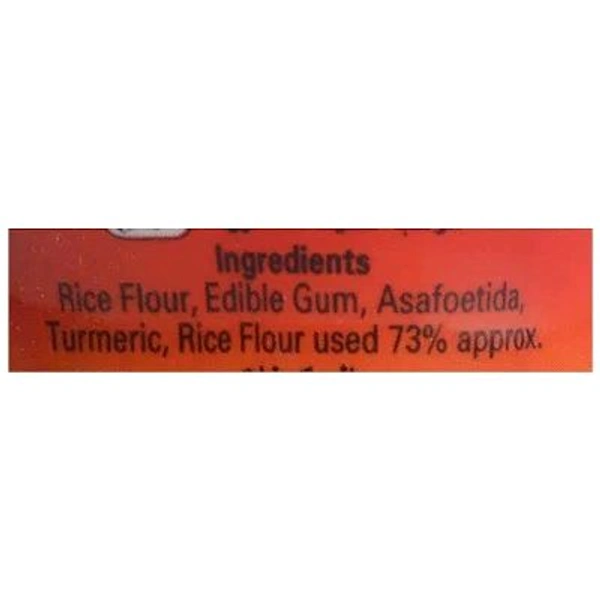 Ingredients
Rice Flour, Edible Gum, Asafoetida,
Turmeric, Rice Flour used 73% approx.